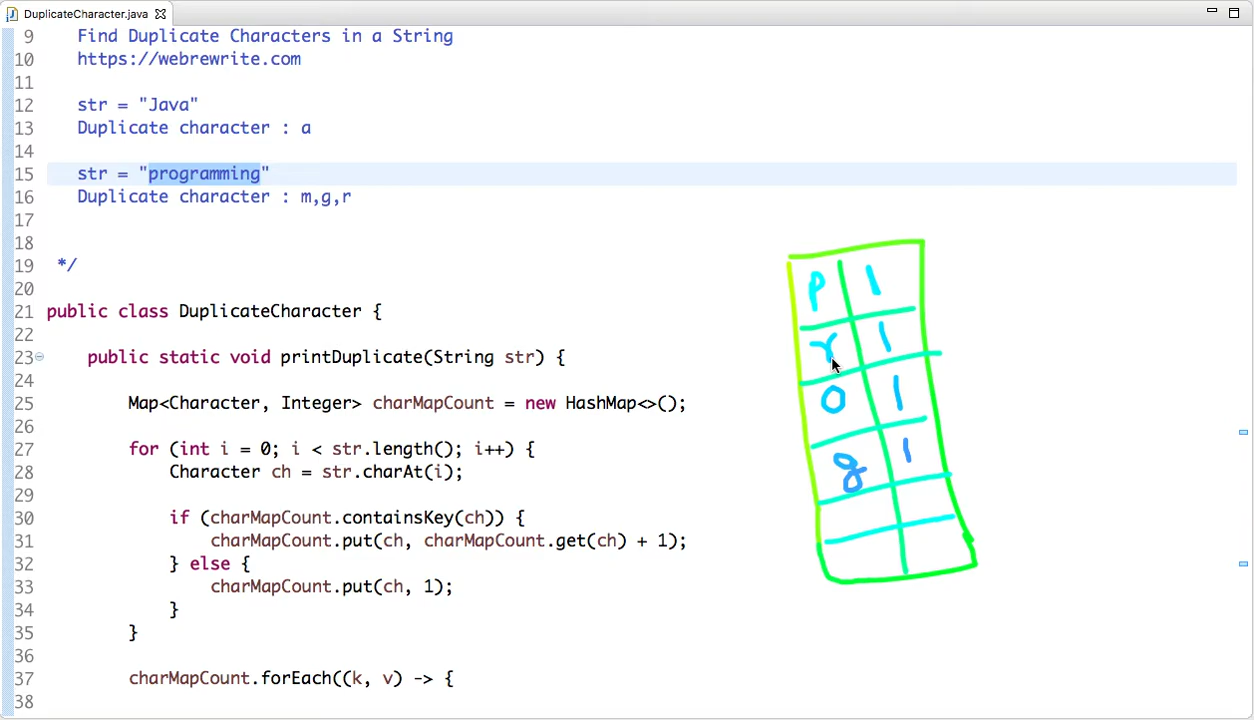 DuplicateCharacter.java
9 Find Duplicate Characters in a String
10 https://webrewrite.com
11
12 str = "Java"
13 Duplicate character : a
14
15 str = "programming"
16 Duplicate character : m,g,r
17
18
19 */
20
21 public class DuplicateCharacter {
22
23 public static void printDuplicate(String str) {
24
25 Map<Character, Integer> charMapCount = new HashMap<>();
26
27 for (int i = 0; i < str.length(); i++) {
28 Character ch = str.charAt(i);
29
30 if (charMapCount.containsKey(ch)) {
31 charMapCount.put(ch, charMapCount.get(ch) + 1);
32 } else {
33 charMapCount.put(ch, 1);
34 }
35 }
36
37 charMapCount.forEach((k, v) -> {
38
p 1
r 1
o 1
g 1